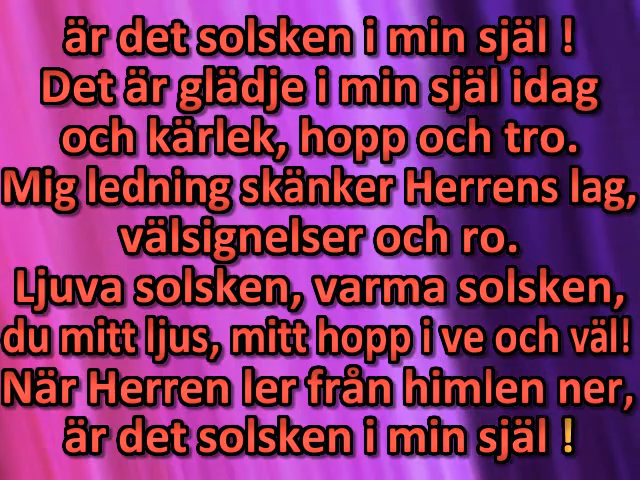 är det solsken i min själ !
Det är glädje i min själ idag
och kärlek, hopp och tro.
Mig ledning skänker Herrens lag,
välsignelser och ro.
Ljuva solsken, varma solsken,
du mitt ljus, mitt hopp i ve och väl!
När Herren ler från himlen ner,
är det solsken i min själ !